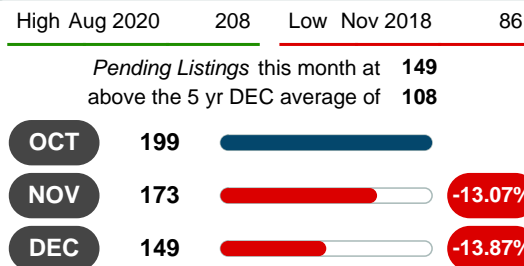 High Aug 2020 208 Low Nov 2018 86
Pending Listings this month at 149
above the 5 yr DEC average of 108
OCT 199
NOV 173 -13.07%
DEC 149 -13.87%